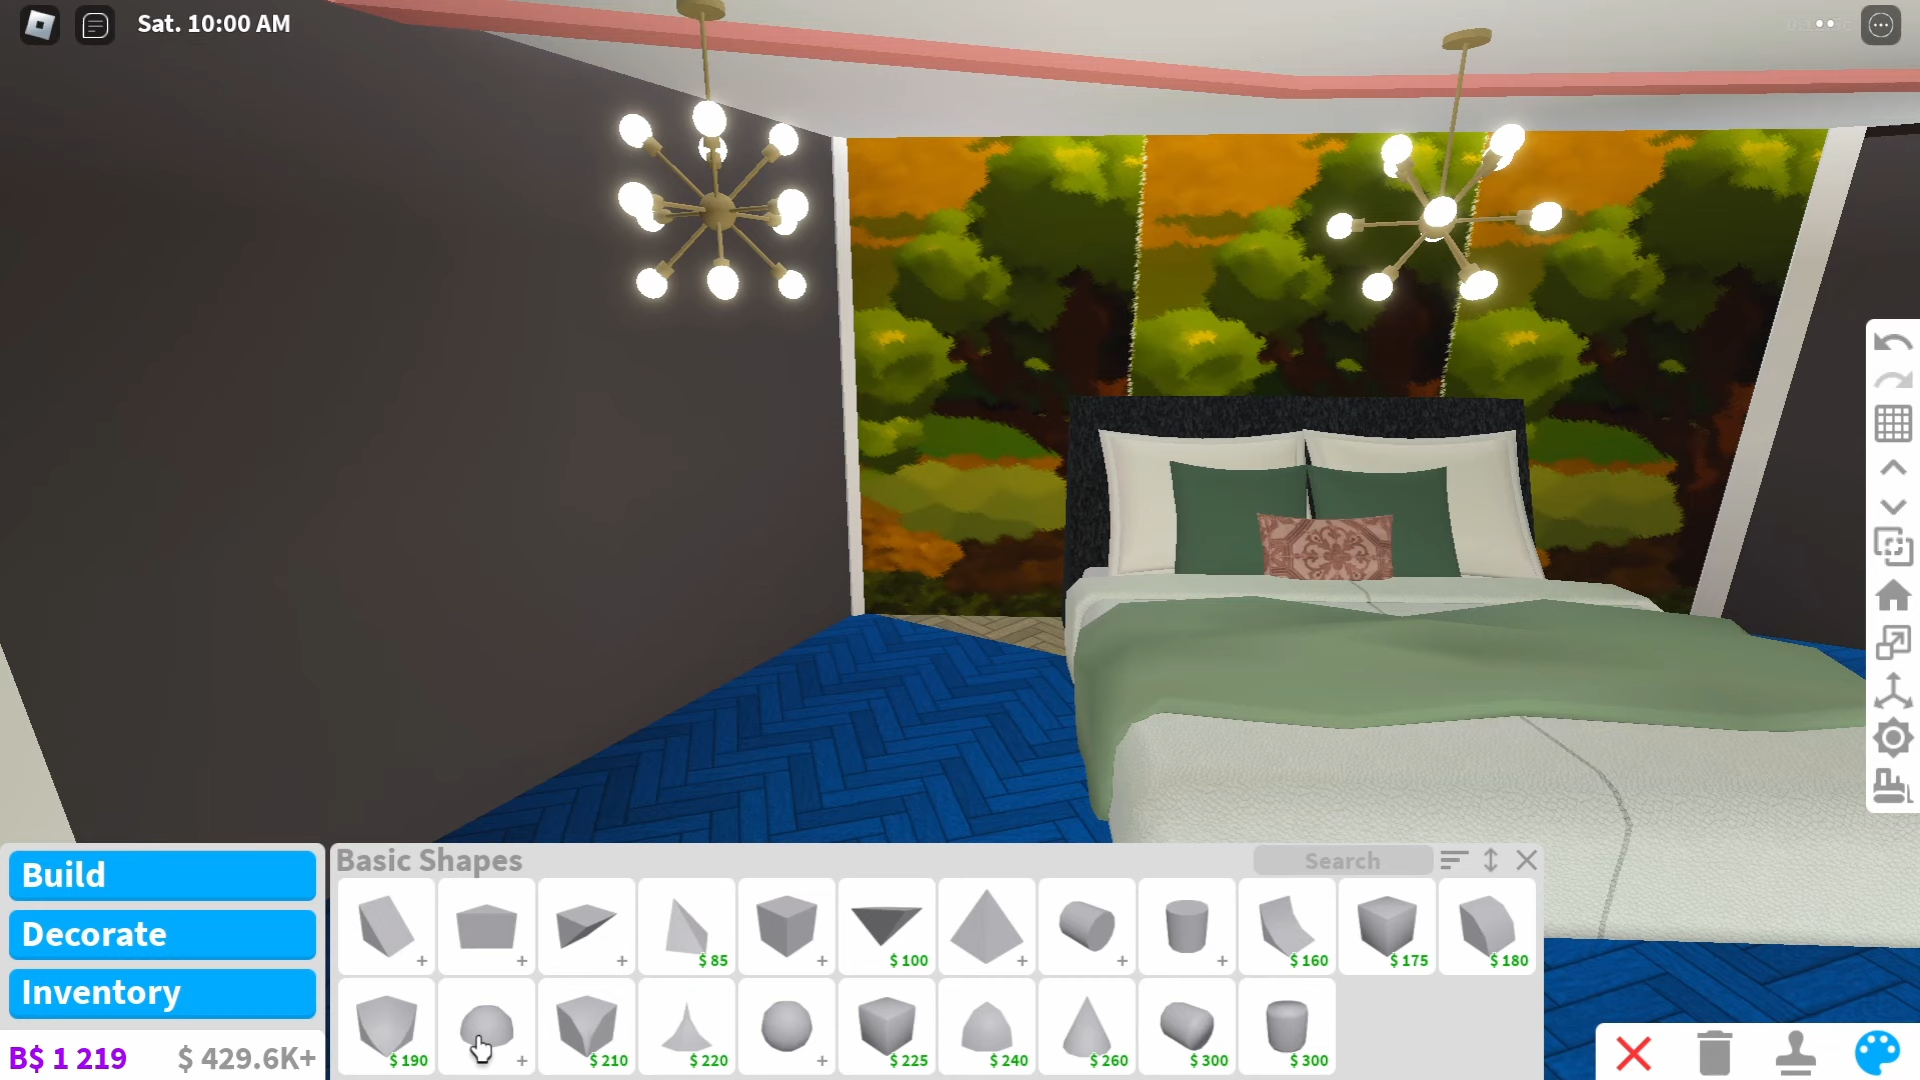 Sat. 10:00 AM
Build
Decorate
Inventory
B$ 1 219
$ 429.6K+
Basic Shapes
Search
+
+
+
$ 85
+
$ 100
+
+
+
$ 160
$ 175
$ 180
$ 190
+
$ 210
$ 220
+
$ 225
$ 240
$ 260
$ 300
$ 300